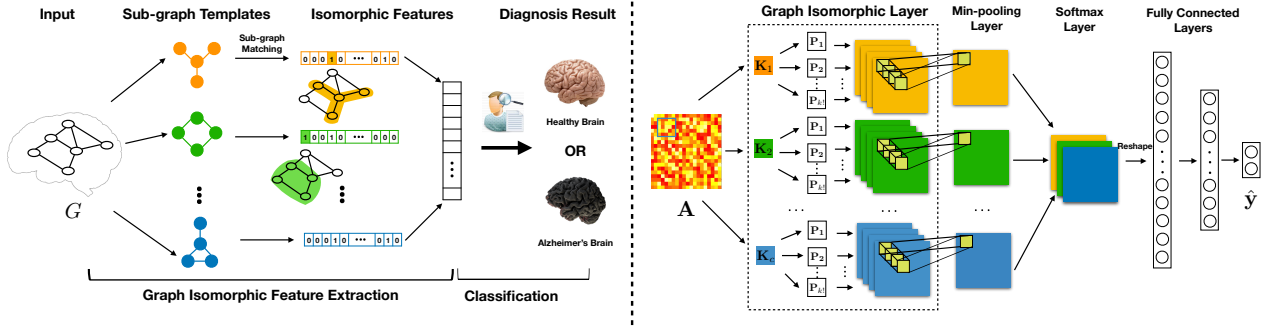 Input
Sub-graph Templates
Isomorphic Features
Diagnosis Result
Sub-graph
Matching
0 0 0 1 0 ••• 0 1 0
1 0 0 1 0 ••• 0 0 0
0 0 0 1 0 ••• 0 1 0
G
Healthy Brain
OR
Alzheimer's Brain
Graph Isomorphic Feature Extraction
Classification
Graph Isomorphic Layer
Min-pooling
Layer
Softmax
Layer
Fully Connected
Layers
A
K₁
P₁
P₂
Pₖ!
K₂
P₁
P₂
Pₖ!
...
...
...
K_c
P₁
P₂
Pₖ!
Reshape
ŷ